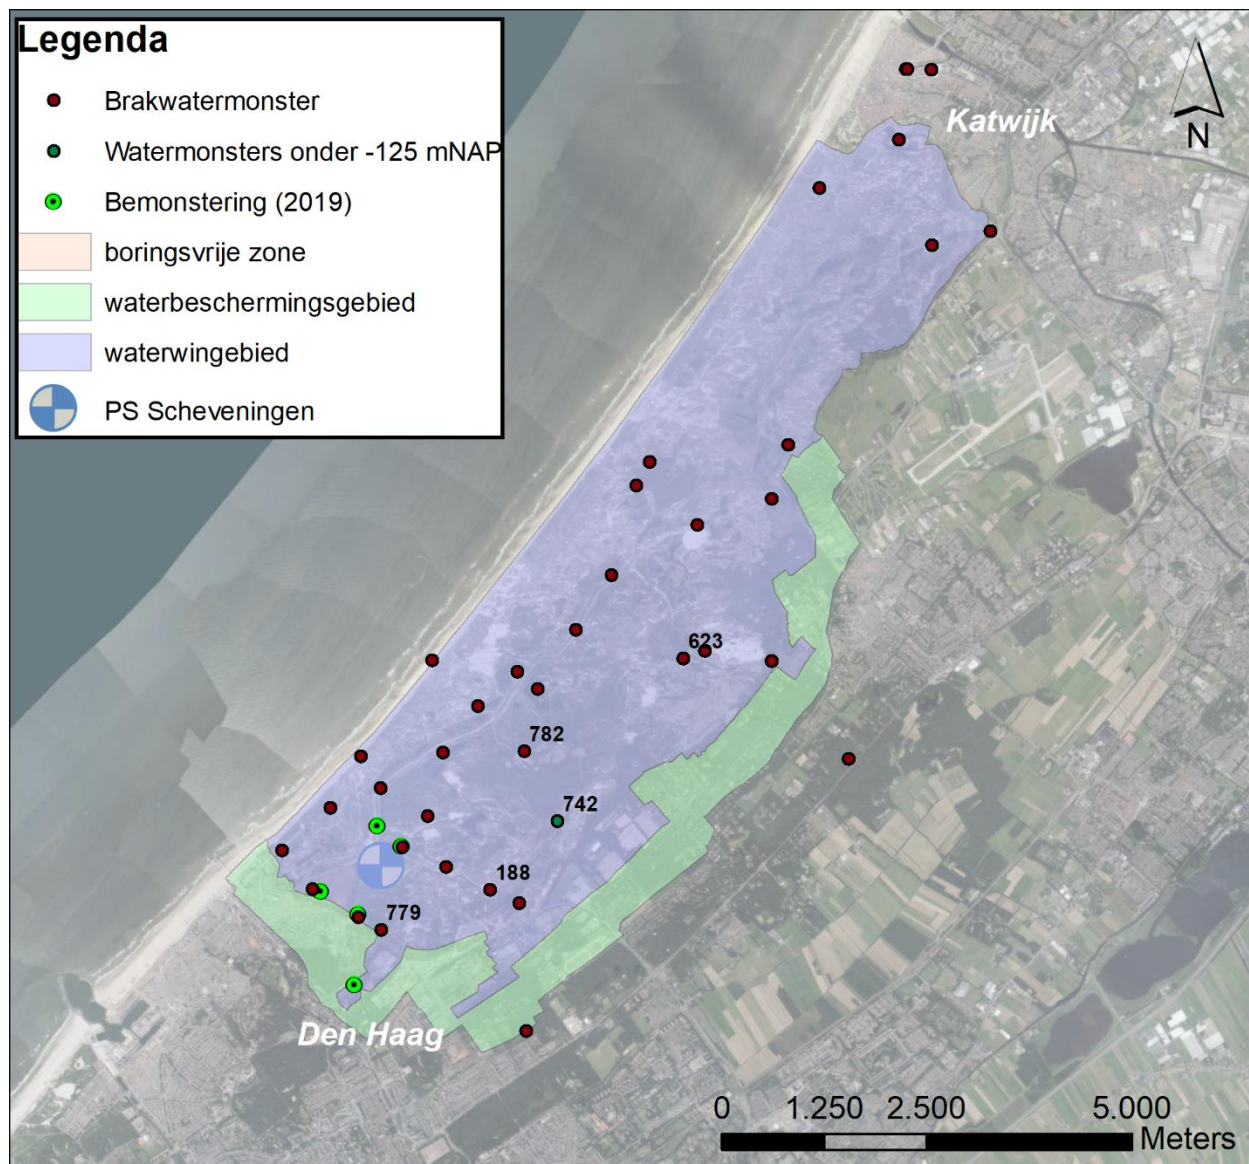 Legenda
Brakwatermonster
Watermonsters onder -125 mNAP
Bemonstering (2019)
boringsvrije zone
waterbeschermingsgebied
waterwingebied
PS Scheveningen
Katwijk
N
623
782
742
188
779
Den Haag
0 1.250 2.500 5.000
Meters